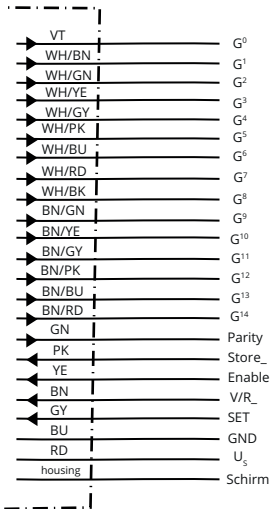 VT G⁰
WH/BN G¹
WH/GN G²
WH/YE G³
WH/GY G⁴
WH/PK G⁵
WH/BU G⁶
WH/RD G⁷
WH/BK G⁸
BN/GN G⁹
BN/YE G¹⁰
BN/GY G¹¹
BN/PK G¹²
BN/BU G¹³
BN/RD G¹⁴
GN Parity
PK Store_
YE Enable
BN V/R_
GY SET
BU GND
RD Uₛ
housing Schirm